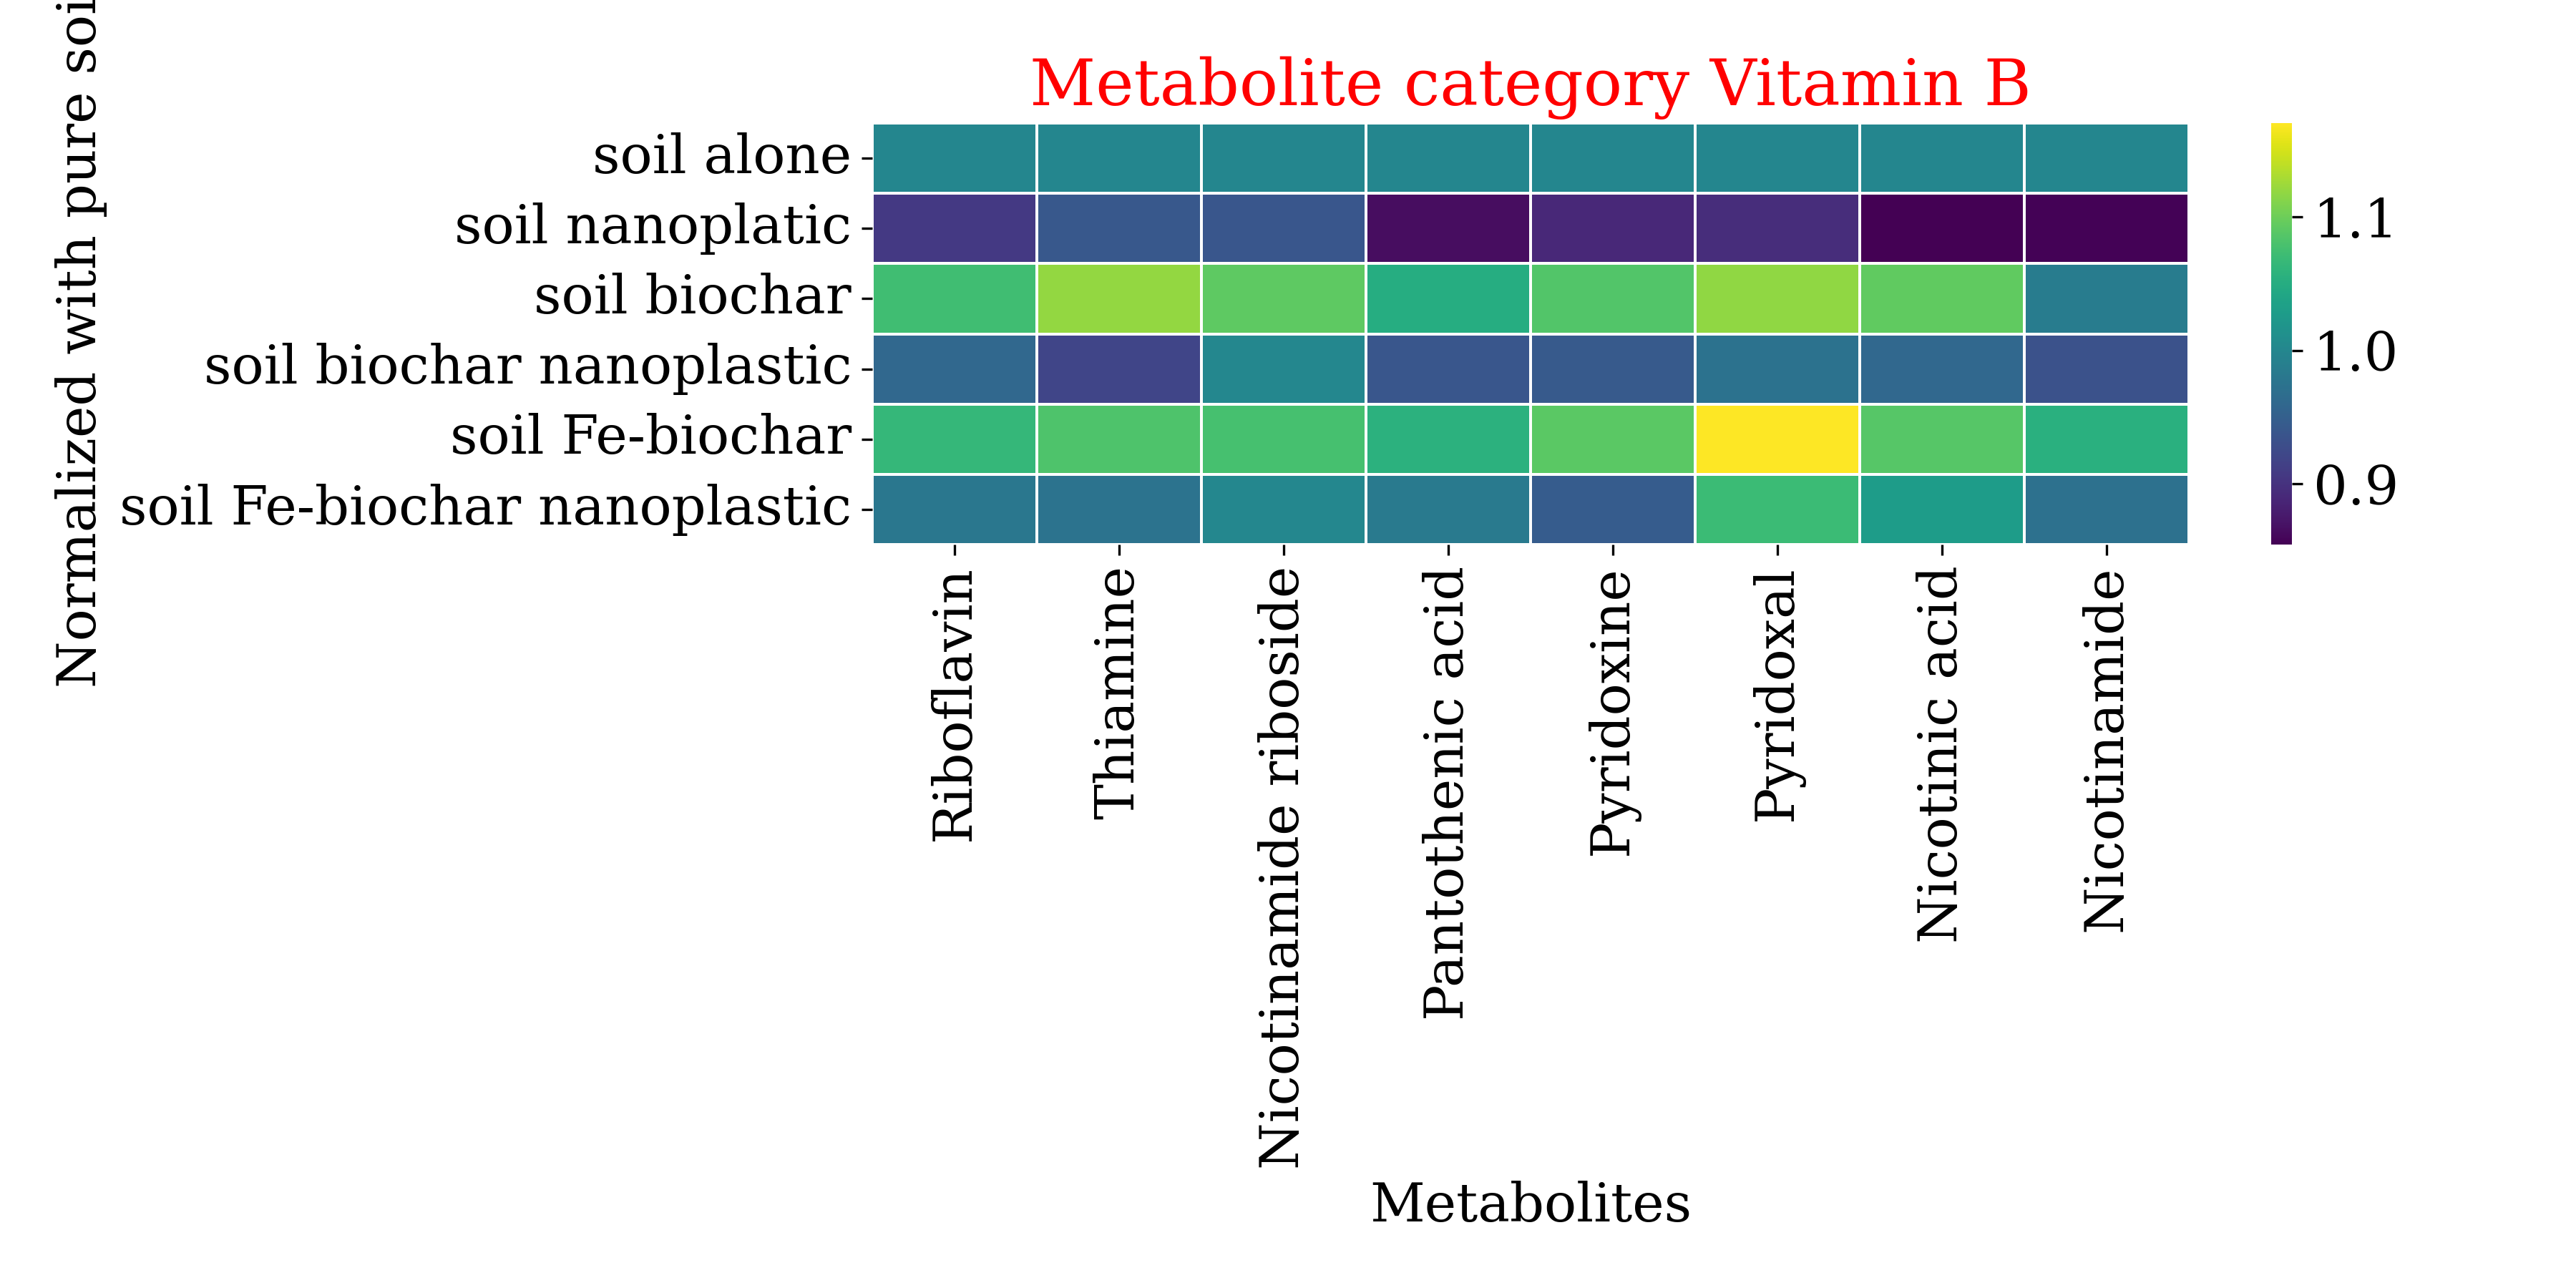 Metabolite category Vitamin B
Normalized with pure soi
soil alone
soil nanoplatic
soil biochar
soil biochar nanoplastic
soil Fe-biochar
soil Fe-biochar nanoplastic
1.1
1.0
0.9
Riboflavin
Thiamine
Nicotinamide riboside
Pantothenic acid
Pyridoxine
Pyridoxal
Nicotinic acid
Nicotinamide
Metabolites